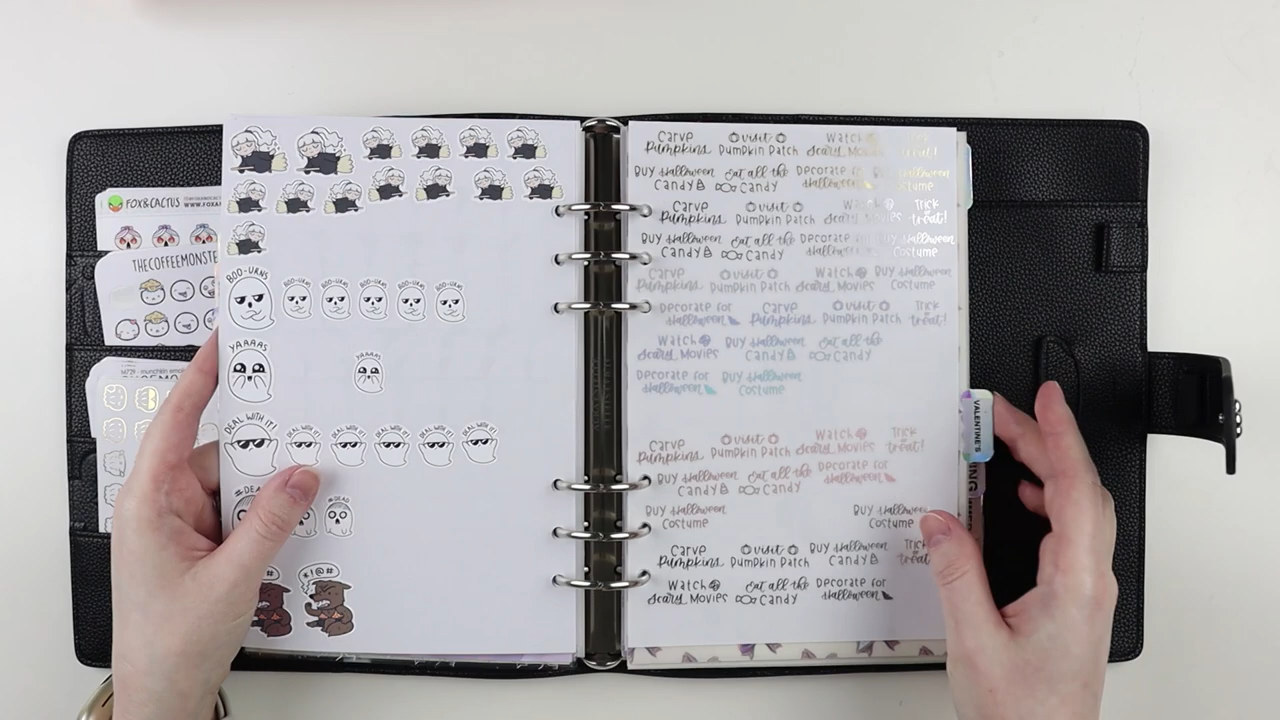 FOX&CACTUS
THECOFFEEMONSTE
M729 - munchkin
BOO-URNS
BOO-URNS BOO-URNS BOO-URNS BOO-URNS BOO-URNS
YAAAAS
YAAAAS
DEAL WITH IT!
DEAL WITH IT! DEAL WITH IT! DEAL WITH IT! DEAL WITH IT! DEAL WITH IT!
#DEAD
#DEAD
*!@#
Carve Pumpkins visit Pumpkin Patch Watch Scary Movies treat!
Buy Halloween Candy Eat all the Candy Decorate for Halloween Costume
Carve Pumpkins visit Pumpkin Patch Watch Scary Movies Trick or treat!
Buy Halloween Candy Eat all the Candy Decorate for Halloween Buy Halloween Costume
Carve Pumpkins visit Pumpkin Patch Watch Scary Movies Buy Halloween Costume
Decorate for Halloween Carve Pumpkins visit Pumpkin Patch Trick or treat!
Watch Scary Movies Buy Halloween Candy Eat all the Candy
Decorate for Halloween Buy Halloween Costume
Carve Pumpkins visit Pumpkin Patch Watch Scary Movies Trick or treat!
Buy Halloween Candy Eat all the Candy Decorate for Halloween
Buy Halloween Costume Buy Halloween Costume
Carve Pumpkins visit Pumpkin Patch Buy Halloween Candy Trick
Watch Scary Movies Eat all the Candy Decorate for Halloween
VALENTINE'S